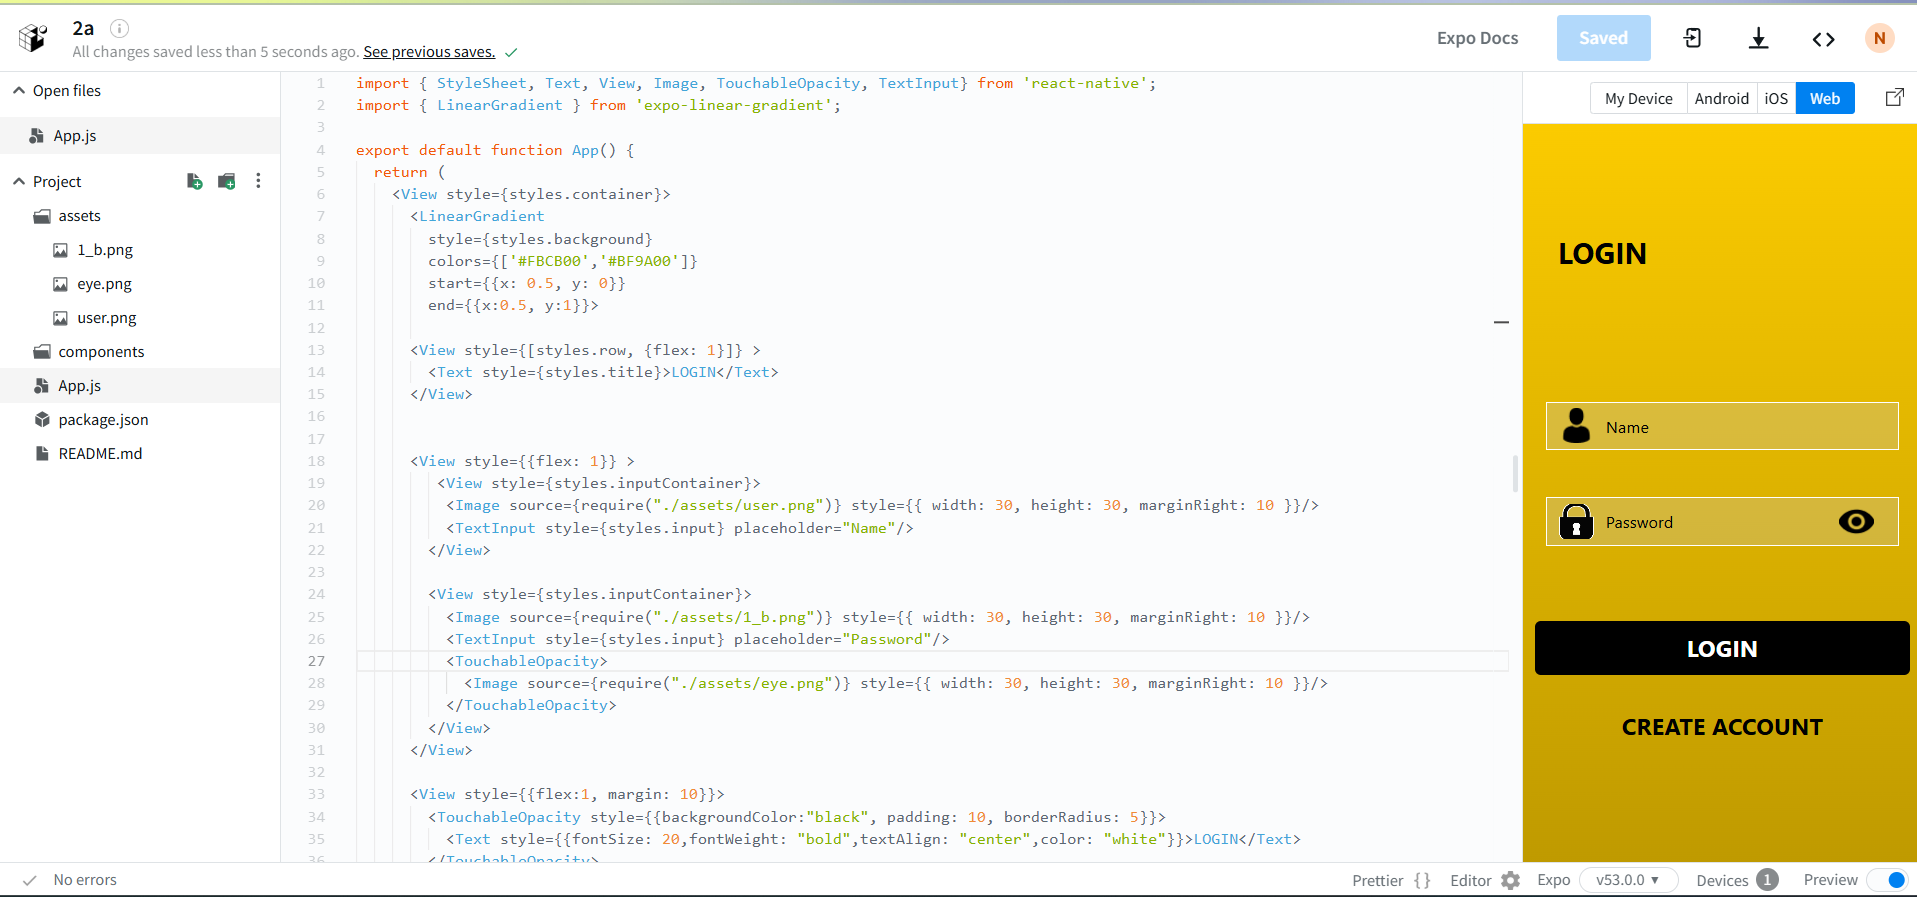 2a
All changes saved less than 5 seconds ago. See previous saves.
Expo Docs
Saved
N
Open files
App.js
Project
assets
1_b.png
eye.png
user.png
components
App.js
package.json
README.md
1 import { StyleSheet, Text, View, Image, TouchableOpacity, TextInput} from 'react-native';
2 import { LinearGradient } from 'expo-linear-gradient';
3
4 export default function App() {
5 return (
6 <View style={styles.container}>
7 <LinearGradient
8 style={styles.background}
9 colors={['#FBCB00','#BF9A00']}
10 start={{x: 0.5, y: 0}}
11 end={{x:0.5, y:1}}>
12
13 <View style={[styles.row, {flex: 1}]} >
14 <Text style={styles.title}>LOGIN</Text>
15 </View>
16
17
18 <View style={{flex: 1}} >
19 <View style={styles.inputContainer}>
20 <Image source={require("./assets/user.png")} style={{ width: 30, height: 30, marginRight: 10 }}/>
21 <TextInput style={styles.input} placeholder="Name"/>
22 </View>
23
24 <View style={styles.inputContainer}>
25 <Image source={require("./assets/1_b.png")} style={{ width: 30, height: 30, marginRight: 10 }}/>
26 <TextInput style={styles.input} placeholder="Password"/>
27 <TouchableOpacity>
28 <Image source={require("./assets/eye.png")} style={{ width: 30, height: 30, marginRight: 10 }}/>
29 </TouchableOpacity>
30 </View>
31 </View>
32
33 <View style={{flex:1, margin: 10}}>
34 <TouchableOpacity style={{backgroundColor:"black", padding: 10, borderRadius: 5}}>
35 <Text style={{fontSize: 20,fontWeight: "bold",textAlign: "center",color: "white"}}>LOGIN</Text>
36 </TouchableOpacity>
My Device
Android
iOS
Web
LOGIN
Name
Password
LOGIN
CREATE ACCOUNT
No errors
Prettier {}
Editor
Expo
v53.0.0
Devices 1
Preview